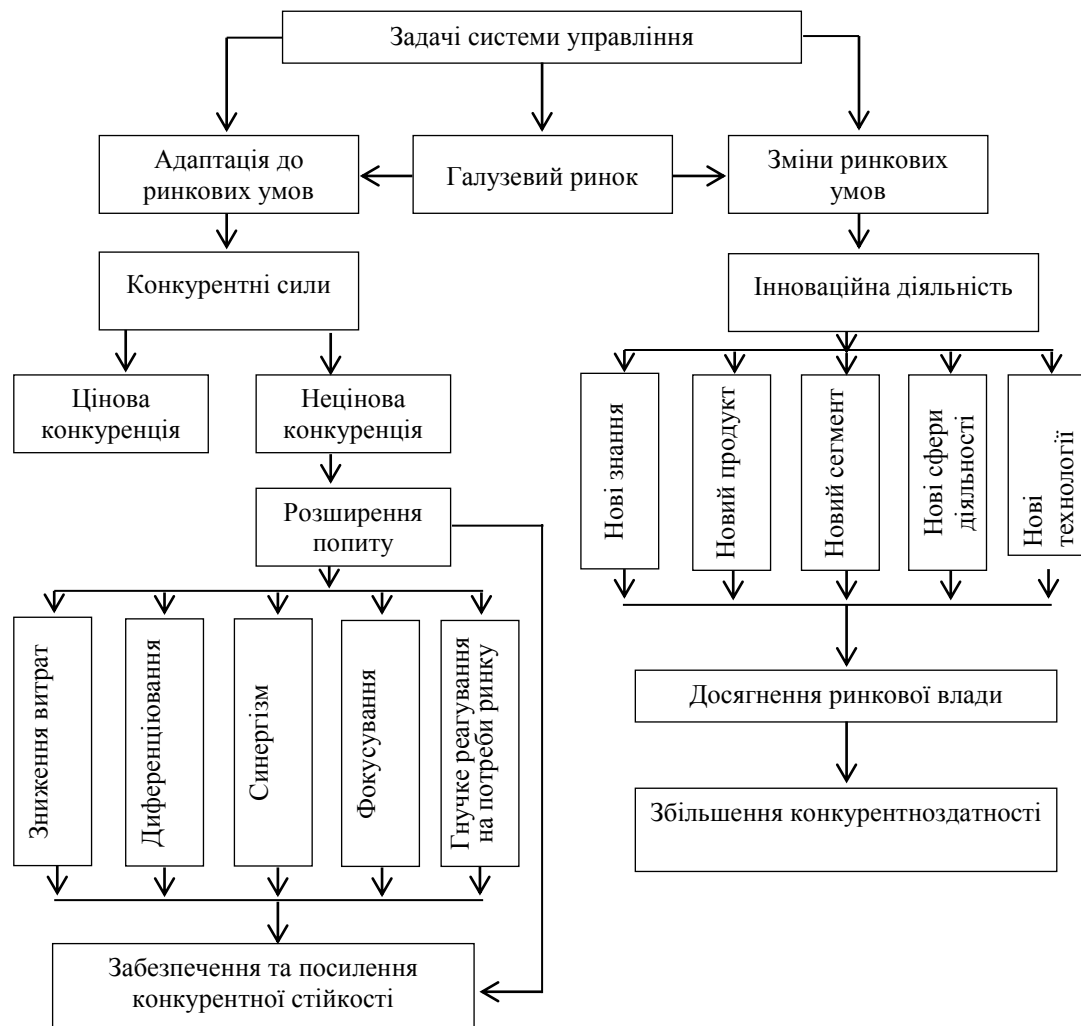 Задачі системи управління
Адаптація до
ринкових умов
Галузевий ринок
Зміни ринкових
умов
Конкурентні сили
Інноваційна діяльність
Цінова
конкуренція
Нецінова
конкуренція
Нові знання
Новий продукт
Новий сегмент
Нові сфери
діяльності
Нові
технології
Розширення
попиту
Зниження витрат
Диференціювання
Синергізм
Фокусування
Гнучке реагування
на потреби ринку
Досягнення ринкової влади
Збільшення конкурентноздатності
Забезпечення та посилення
конкурентної стійкості